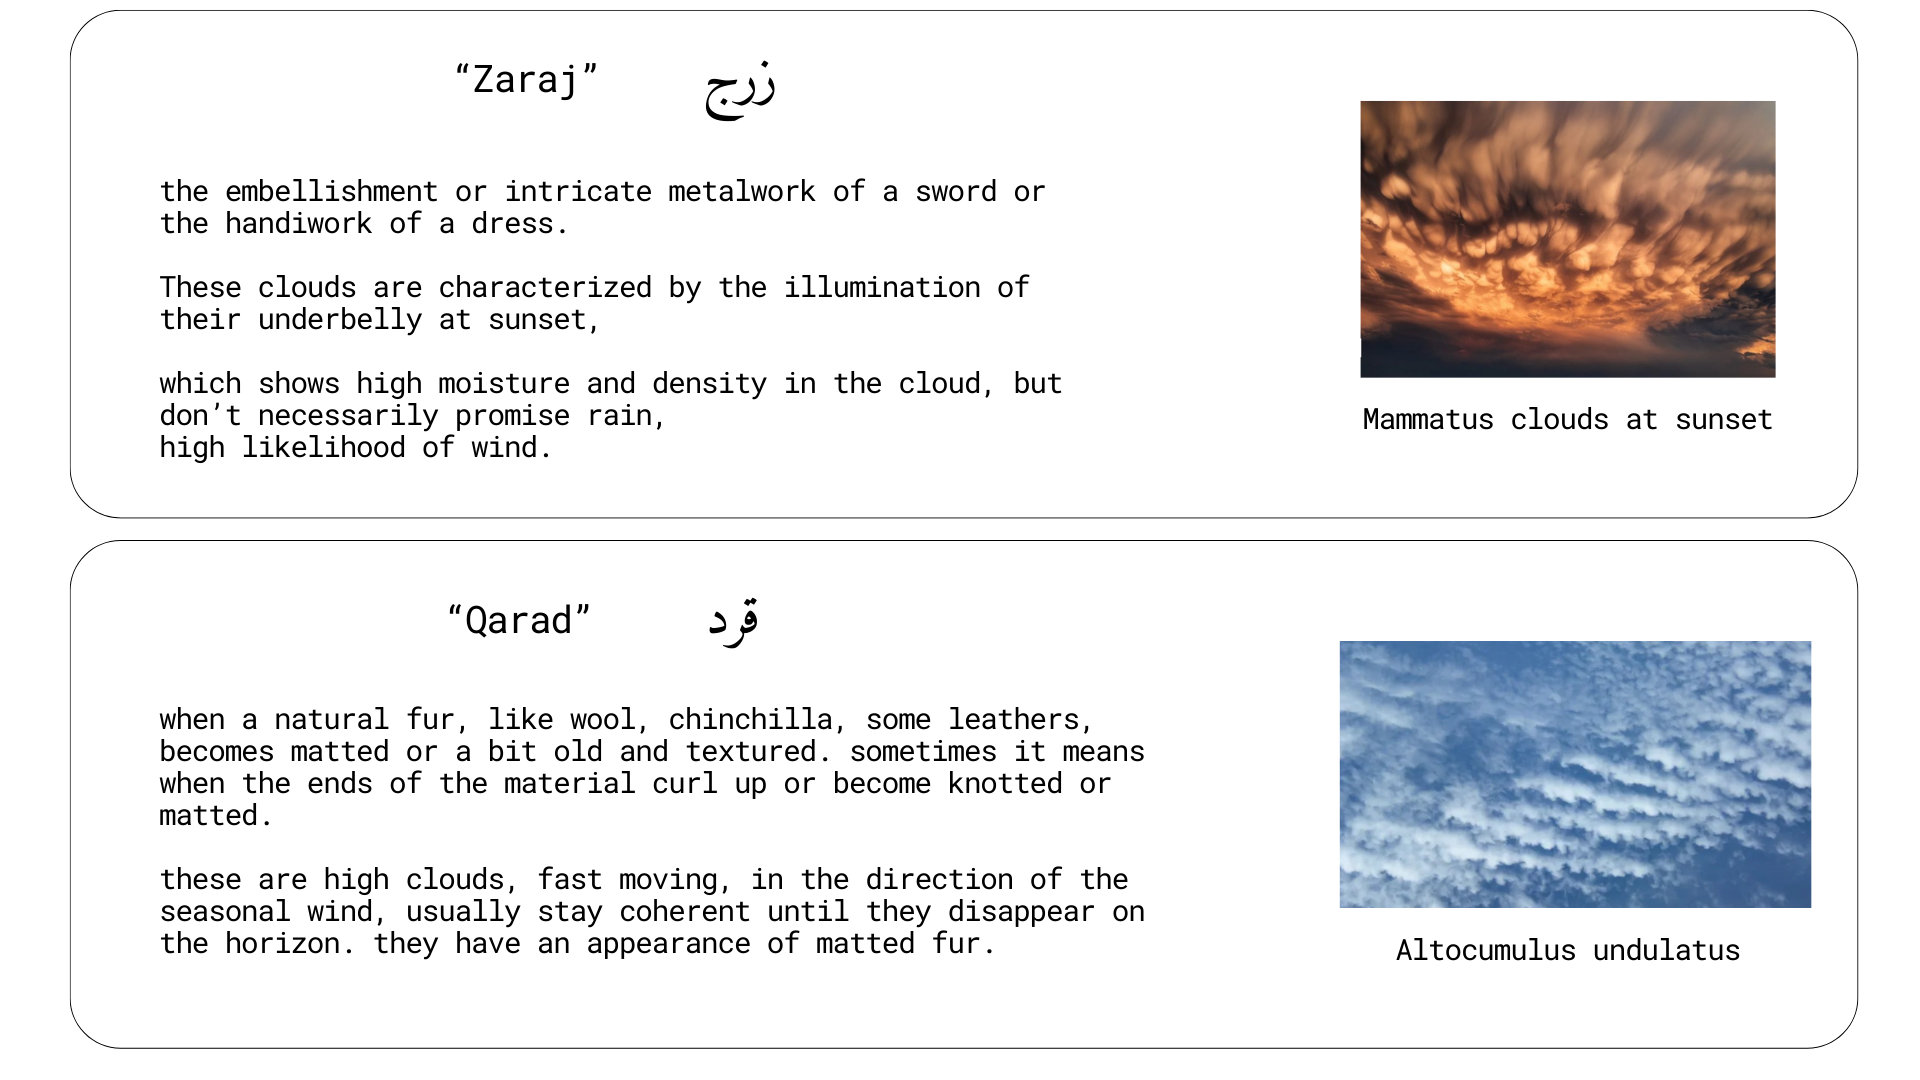 “Zaraj” زرج
the embellishment or intricate metalwork of a sword or
the handiwork of a dress.
These clouds are characterized by the illumination of
their underbelly at sunset,
which shows high moisture and density in the cloud, but
don’t necessarily promise rain,
high likelihood of wind.
Mammatus clouds at sunset
“Qarad” قرد
when a natural fur, like wool, chinchilla, some leathers,
becomes matted or a bit old and textured. sometimes it means
when the ends of the material curl up or become knotted or
matted.
these are high clouds, fast moving, in the direction of the
seasonal wind, usually stay coherent until they disappear on
the horizon. they have an appearance of matted fur.
Altocumulus undulatus